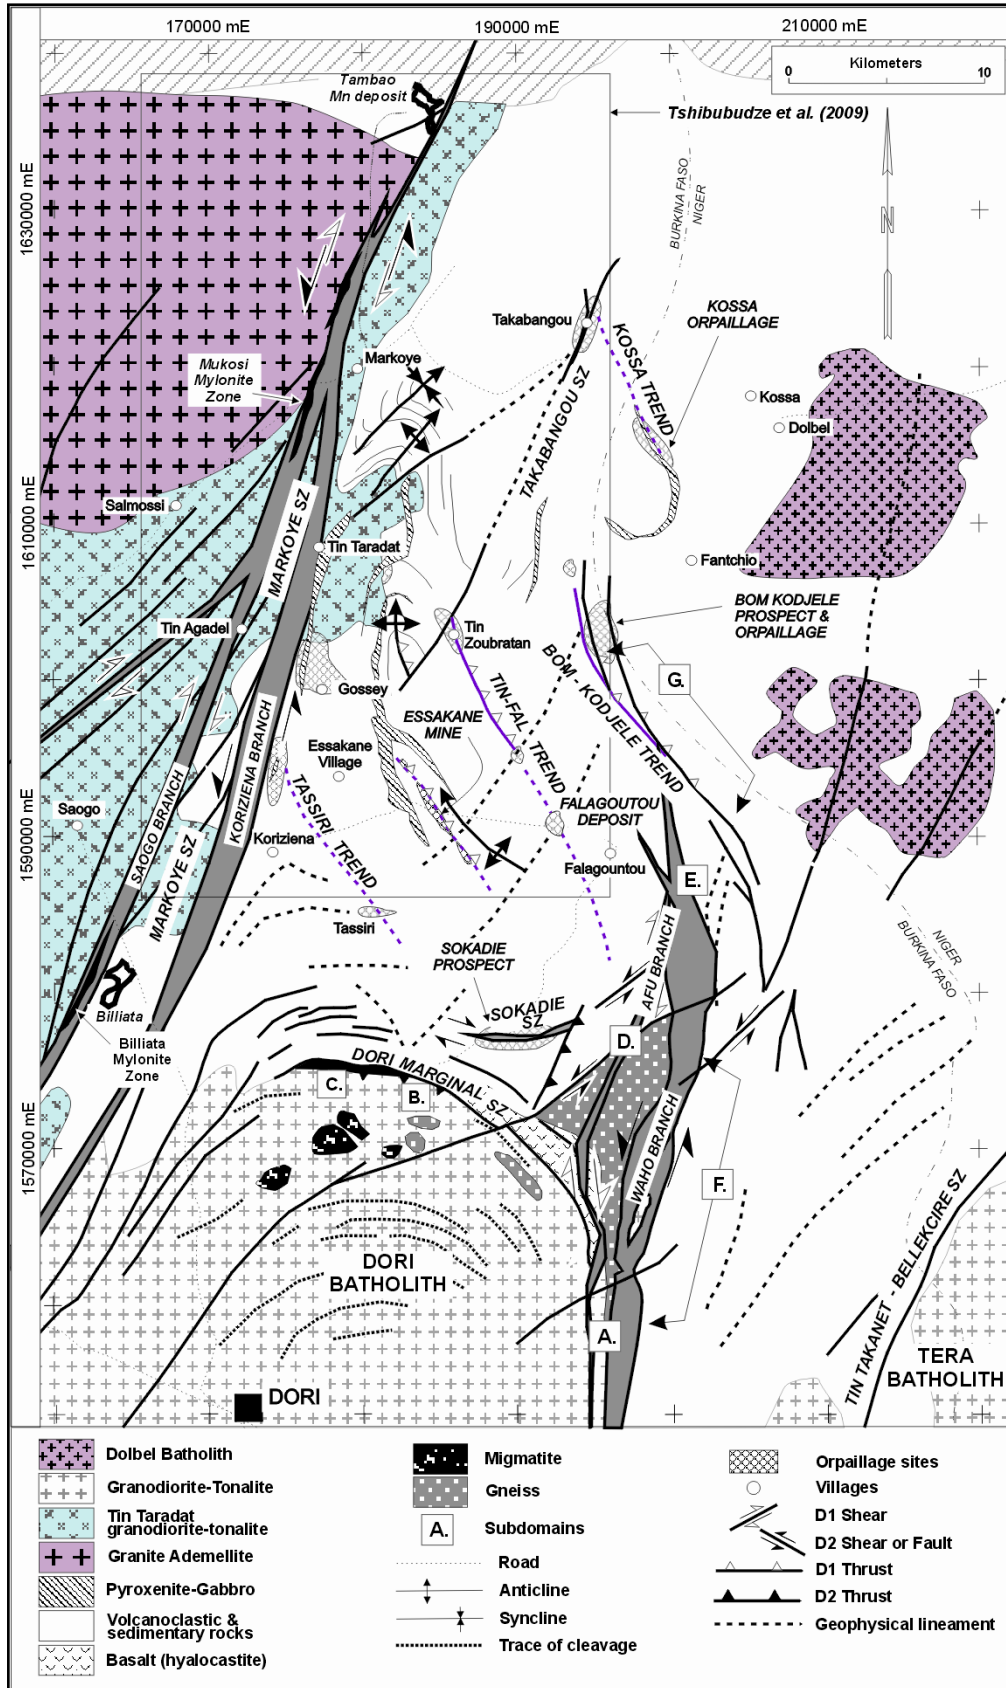 170000 mE
190000 mE
210000 mE
Kilometers
0
10
Tambao
Mn deposit
Tshibubudze et al. (2009)
1630000 mE
BURKINA FASO
NIGER
N
Takabangou
KOSSA
ORPAILLAGE
KOSSA TREND
Markoye
Mukosi
Mylonite
Zone
Kossa
Dolbel
TAKABANGOU SZ
1610000 mE
Salmossi
MARKOYE SZ
Tin Taradat
Fantchio
BOM KODJELE
PROSPECT &
ORPAILLAGE
Tin Agadel
Tin
Zoubratan
G.
BOM - KODJELE TREND
Gossey
TIN-FAL TREND
ESSAKANE
MINE
Essakane
Village
KORIZIENA BRANCH
TASSIRI TREND
SAOGO BRANCH
FALAGOUTOU
DEPOSIT
Saogo
1590000 mE
Koriziena
Falagountou
MARKOYE SZ
E.
Tassiri
AFU BRANCH
SOKADIE
PROSPECT
NIGER
BURKINA FASO
SOKADIE
SZ
Billiata
D.
Billiata
Mylonite
Zone
DORI MARGINAL SZ
C.
B.
WAHO BRANCH
1570000 mE
F.
TIN TAKANET - BELLEKCIRE SZ
DORI
BATHOLITH
A.
TERA
BATHOLITH
DORI
Dolbel Batholith
Granodiorite-Tonalite
Tin Taradat
granodiorite-tonalite
Granite Ademellite
Pyroxenite-Gabbro
Volcanoclastic &
sedimentary rocks
Basalt (hyalocastite)
Migmatite
Gneiss
A.
Subdomains
Road
Anticline
Syncline
Trace of cleavage
Orpaillage sites
Villages
D1 Shear
D2 Shear or Fault
D1 Thrust
D2 Thrust
Geophysical lineament